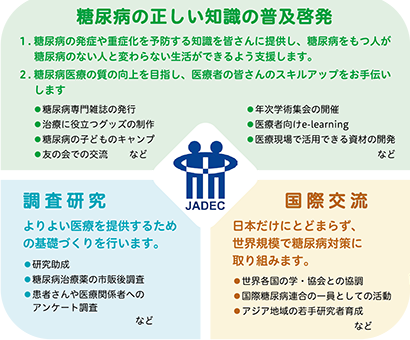 糖尿病の正しい知識の普及啓発
1. 糖尿病の発症や重症化を予防する知識を皆さんに提供し、糖尿病をもつ人が
糖尿病のない人と変わらない生活ができるよう支援します。
2. 糖尿病医療の質の向上を目指し、医療者の皆さんのスキルアップをお手伝い
します
●糖尿病専門雑誌の発行
●治療に役立つグッズの制作
●糖尿病の子どものキャンプ
●友の会での交流 など
●年次学術集会の開催
●医療者向けe-learning
●医療現場で活用できる資材の開発
など
JADEC
調査研究
よりよい医療を提供するため
の基礎づくりを行います。
●研究助成
●糖尿病治療薬の市販後調査
●患者さんや医療関係者への
アンケート調査
など
国際交流
日本だけにとどまらず、
世界規模で糖尿病対策に
取り組みます。
●世界各国の学・協会との協調
●国際糖尿病連合の一員としての活動
●アジア地域の若手研究者育成
など